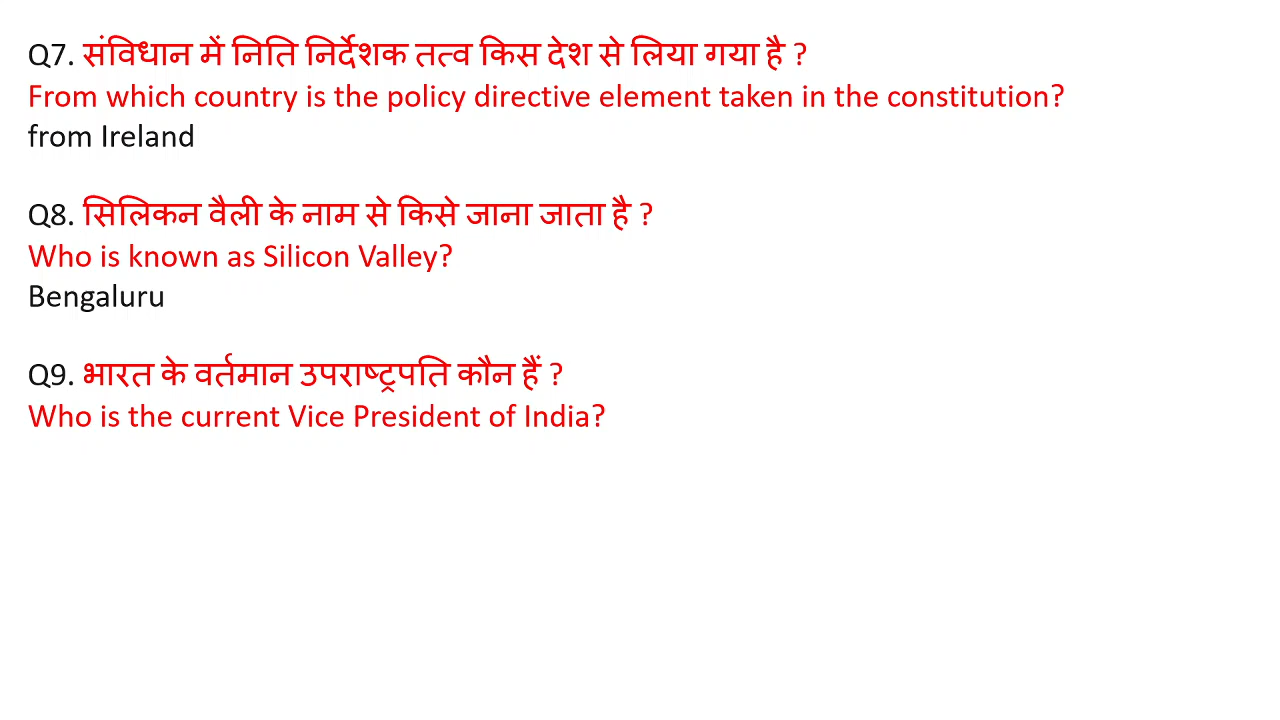 Q7. संविधान में निति निर्देशक तत्व किस देश से लिया गया है ?
From which country is the policy directive element taken in the constitution?
from Ireland
Q8. सिलिकन वैली के नाम से किसे जाना जाता है ?
Who is known as Silicon Valley?
Bengaluru
Q9. भारत के वर्तमान उपराष्ट्रपति कौन हैं ?
Who is the current Vice President of India?